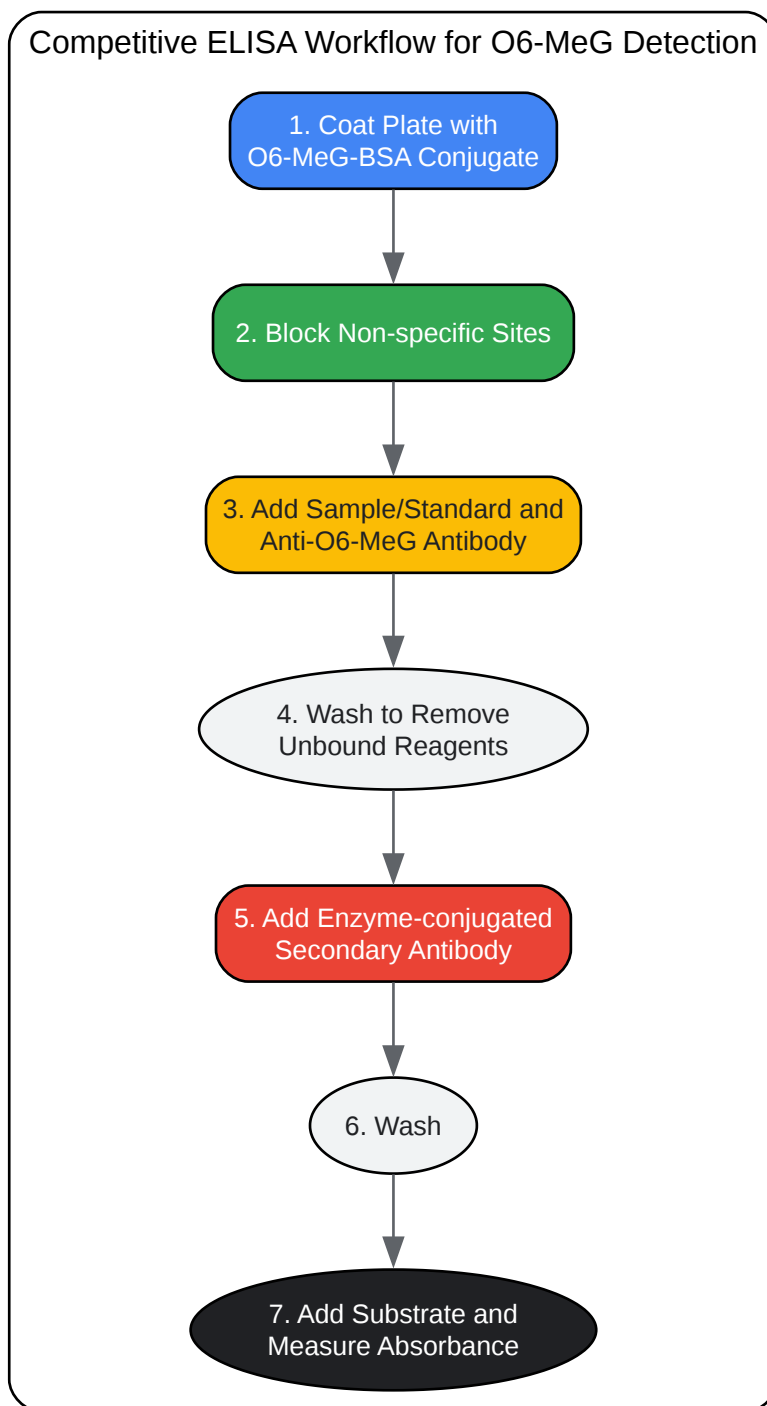 Competitive ELISA Workflow for O6-MeG Detection
1. Coat Plate with
O6-MeG-BSA Conjugate
2. Block Non-specific Sites
3. Add Sample/Standard and
Anti-O6-MeG Antibody
4. Wash to Remove
Unbound Reagents
5. Add Enzyme-conjugated
Secondary Antibody
6. Wash
7. Add Substrate and
Measure Absorbance